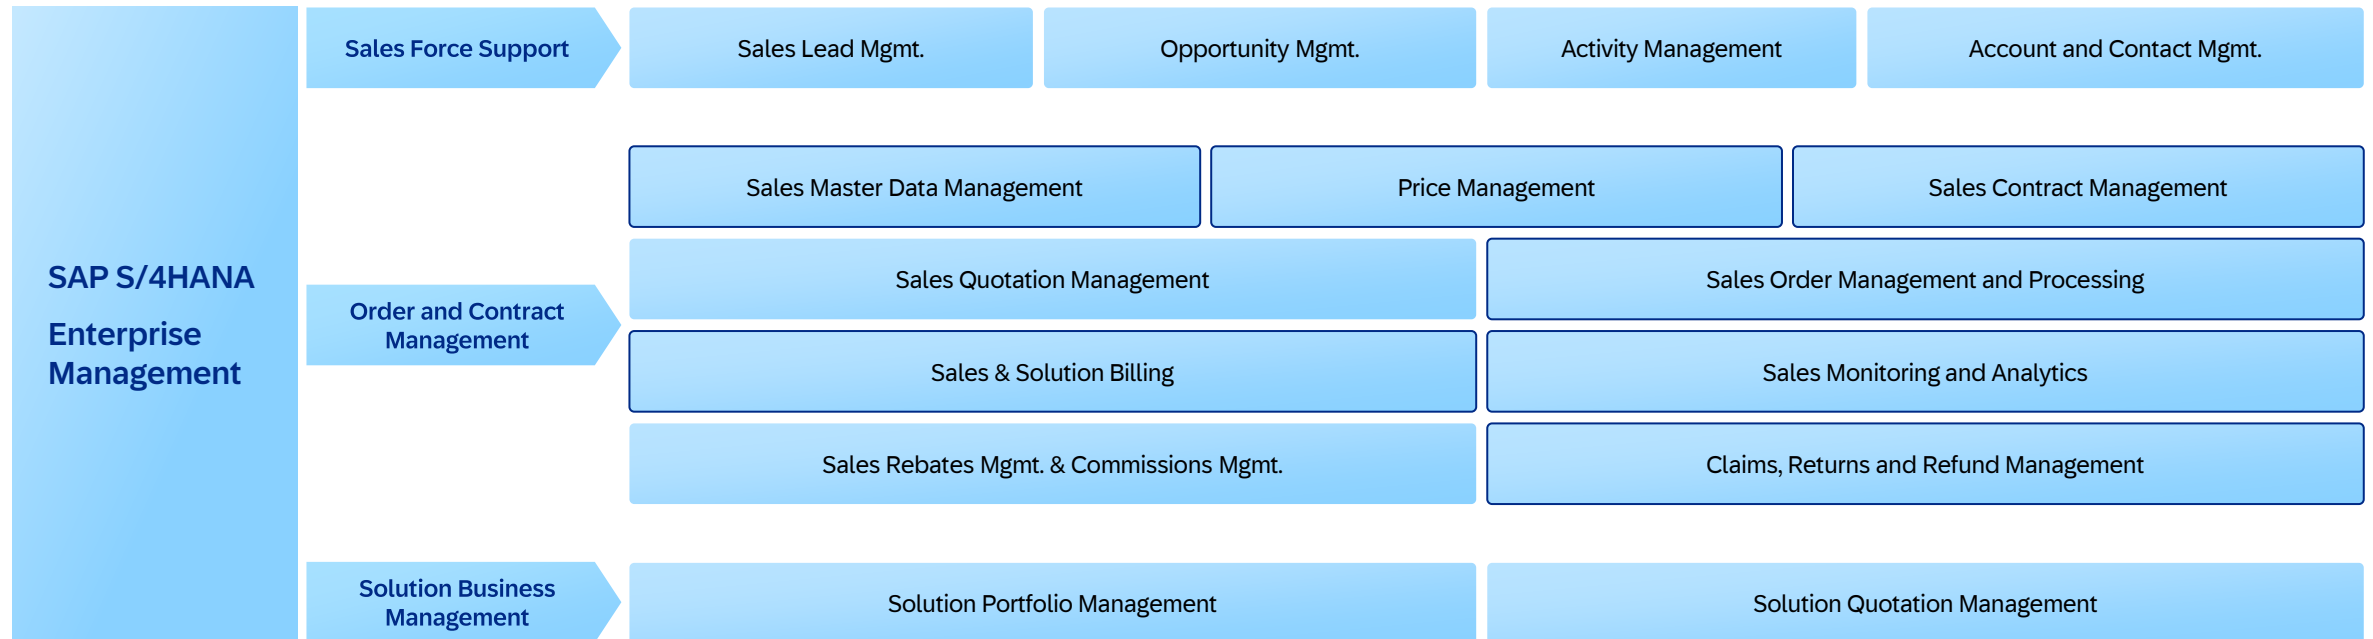 SAP S/4HANA
Enterprise
Management
Sales Force Support
Sales Lead Mgmt.
Opportunity Mgmt.
Activity Management
Account and Contact Mgmt.
Order and Contract
Management
Sales Master Data Management
Price Management
Sales Contract Management
Sales Quotation Management
Sales Order Management and Processing
Sales & Solution Billing
Sales Monitoring and Analytics
Sales Rebates Mgmt. & Commissions Mgmt.
Claims, Returns and Refund Management
Solution Business
Management
Solution Portfolio Management
Solution Quotation Management